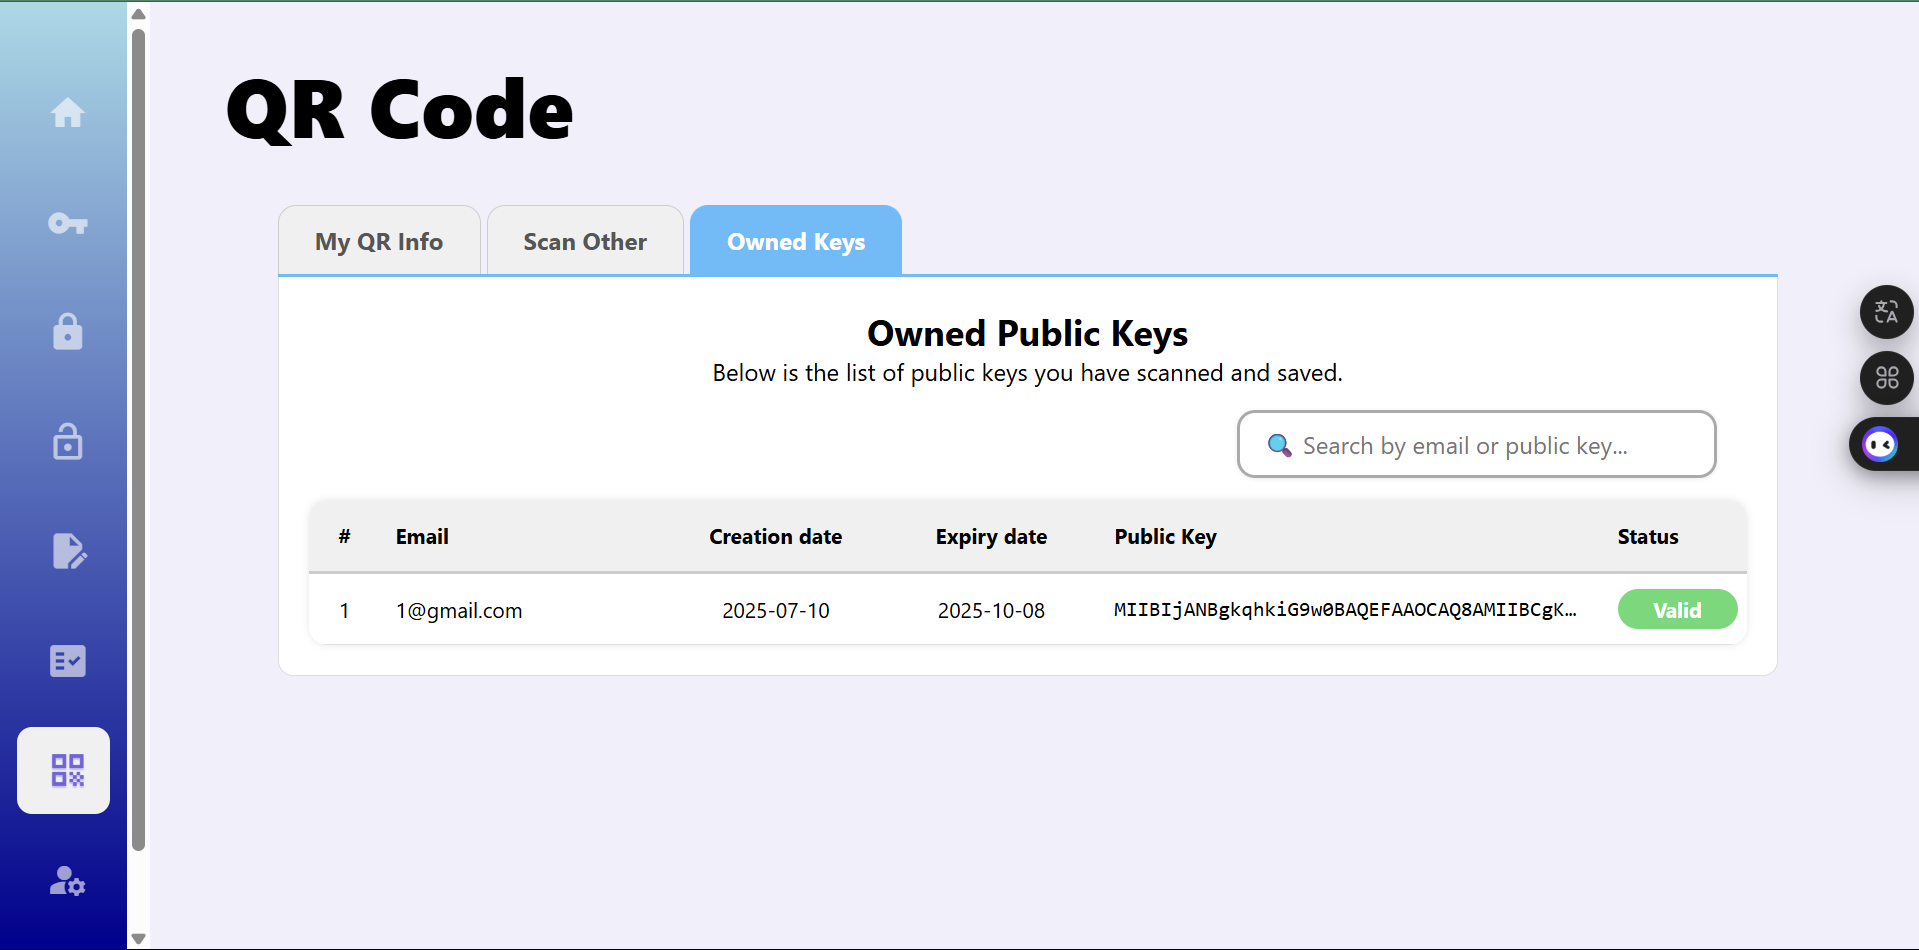 QR Code
My QR Info
Scan Other
Owned Keys
Owned Public Keys
Below is the list of public keys you have scanned and saved.
🔍 Search by email or public key...
# Email Creation date Expiry date Public Key Status
1 1@gmail.com 2025-07-10 2025-10-08 MIIBIjANBgkqhkiG9w0BAQEFAAOCAQ8AMIIBCgK... Valid